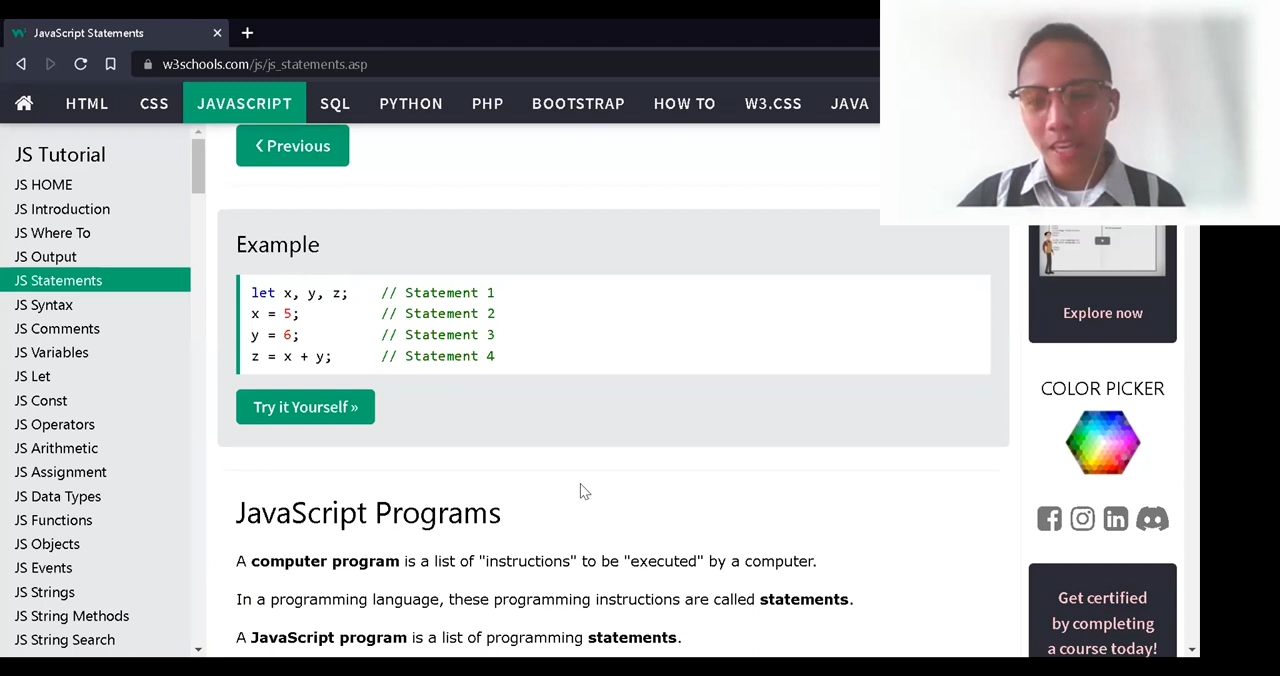 JavaScript Statements
w3schools.com/js/js_statements.asp
HTML CSS JAVASCRIPT SQL PYTHON PHP BOOTSTRAP HOW TO W3.CSS JAVA
JS Tutorial
JS HOME
JS Introduction
JS Where To
JS Output
JS Statements
JS Syntax
JS Comments
JS Variables
JS Let
JS Const
JS Operators
JS Arithmetic
JS Assignment
JS Data Types
JS Functions
JS Objects
JS Events
JS Strings
JS String Methods
JS String Search
❮ Previous
Example
let x, y, z; // Statement 1
x = 5; // Statement 2
y = 6; // Statement 3
z = x + y; // Statement 4
Try it Yourself »
JavaScript Programs
A computer program is a list of "instructions" to be "executed" by a computer.
In a programming language, these programming instructions are called statements.
A JavaScript program is a list of programming statements.
Explore now
COLOR PICKER
Get certified
by completing
a course today!